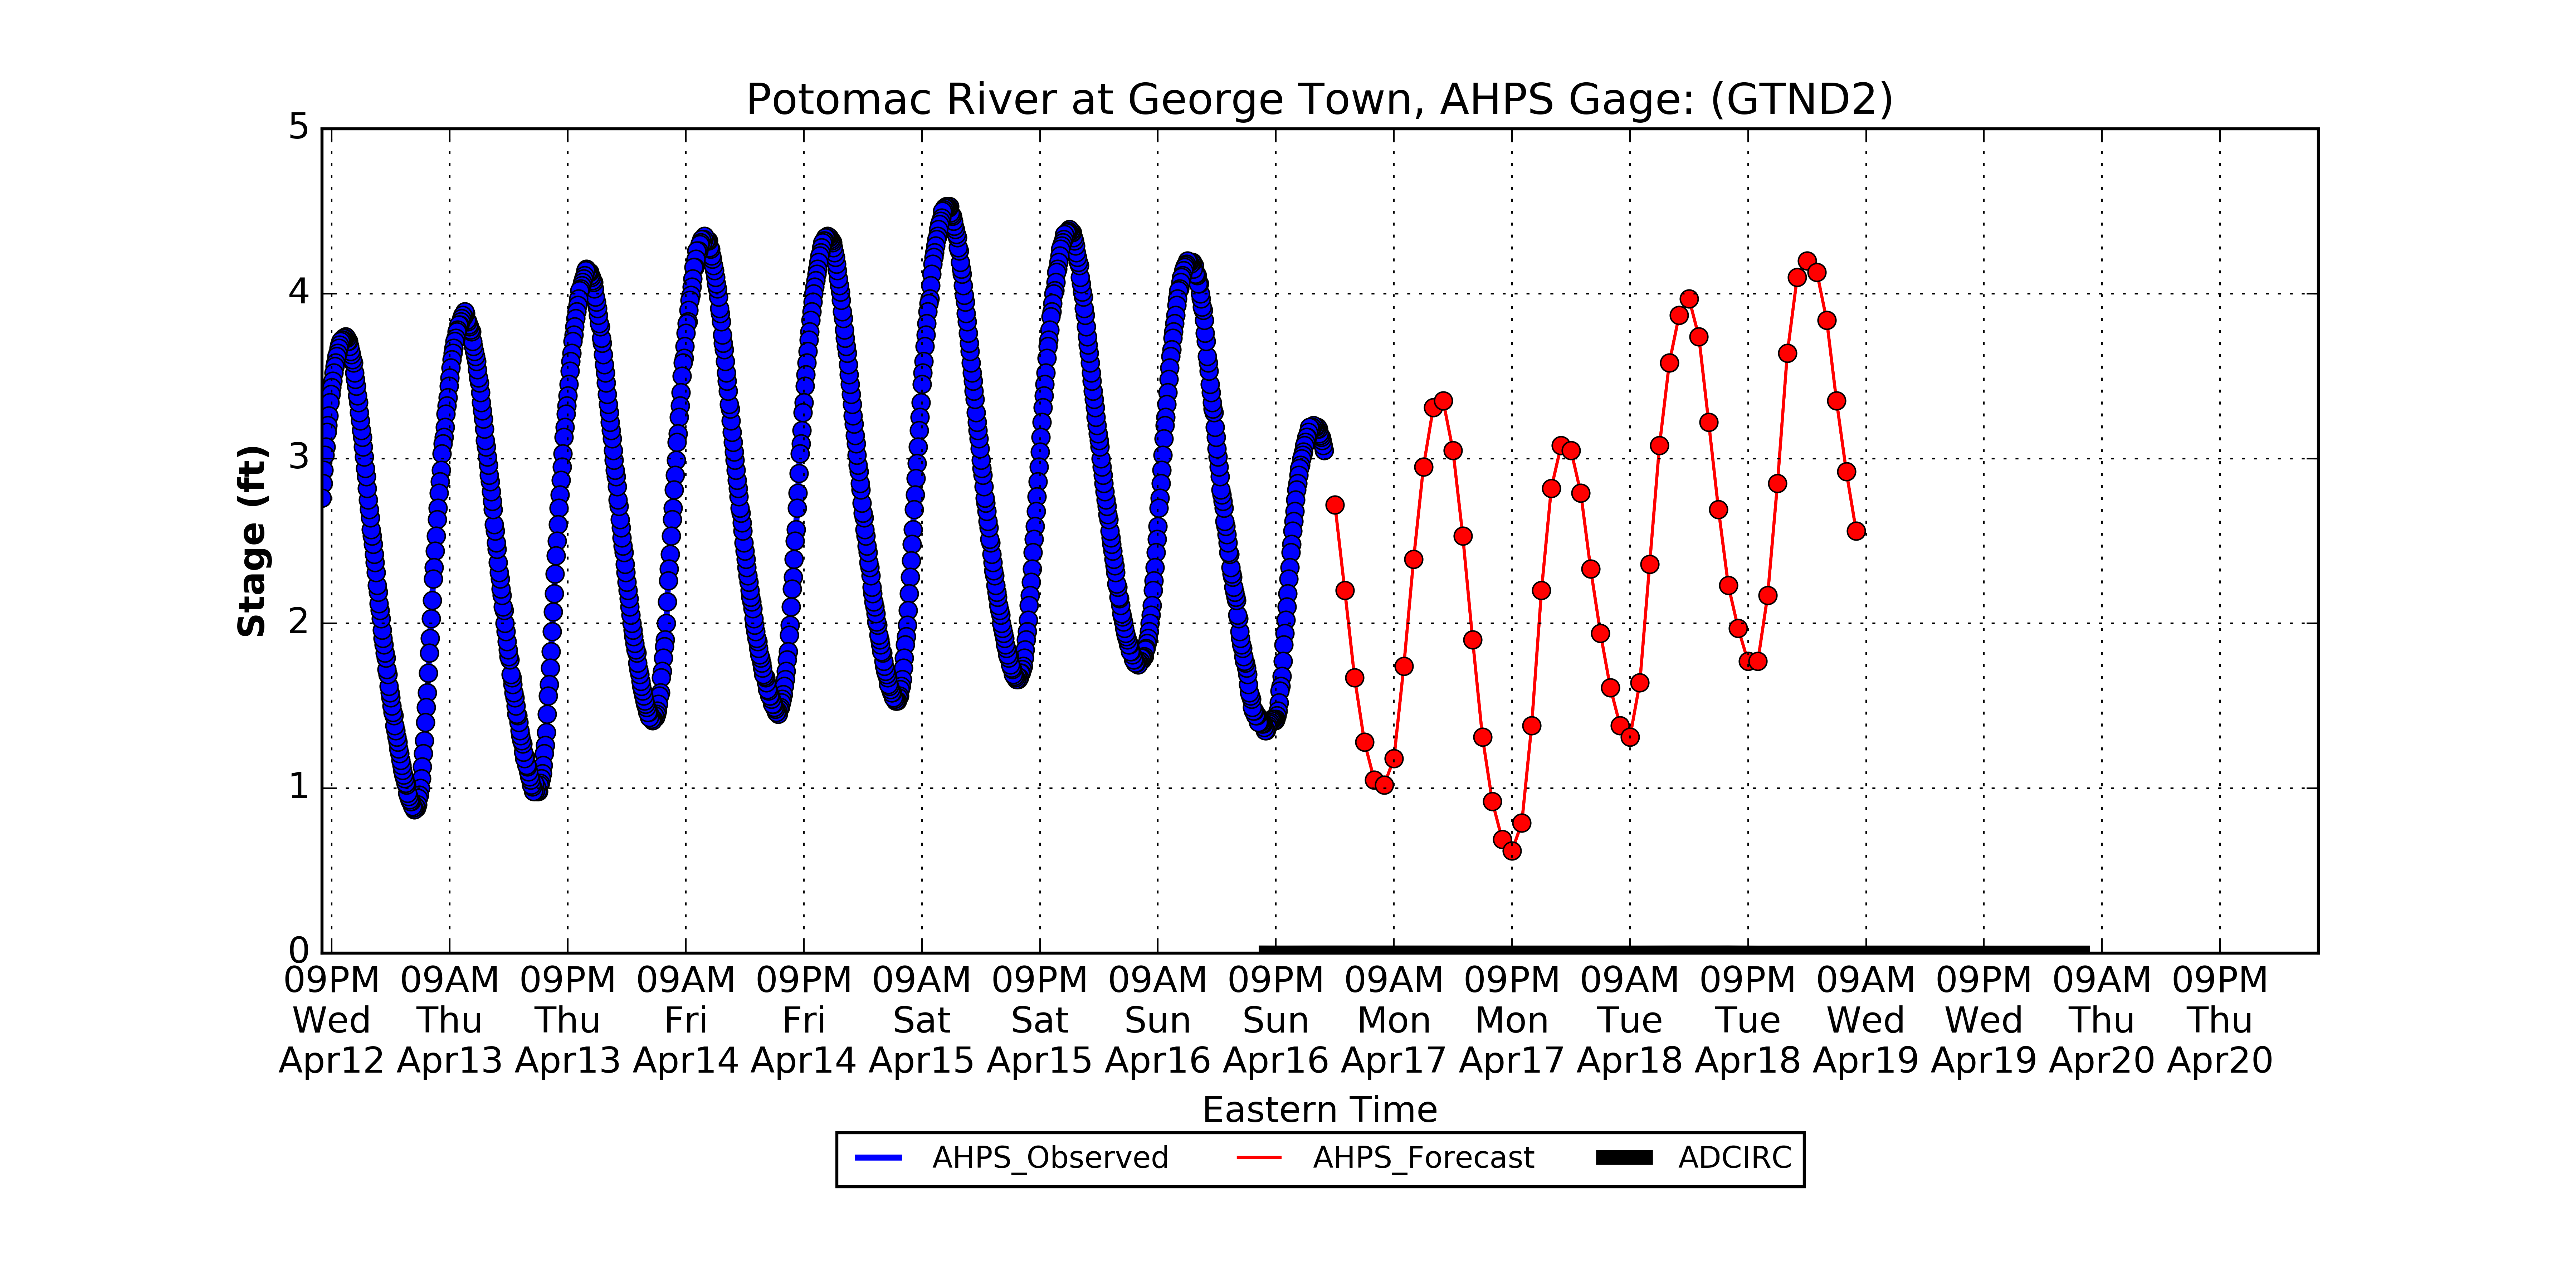 Potomac River at George Town, AHPS Gage: (GTND2)
5
4
3
2
1
0
Stage (ft)
09PM 09AM 09PM 09AM 09PM 09AM 09PM 09AM 09PM 09AM 09PM 09AM 09PM 09AM 09PM 09AM 09PM
Wed Thu Thu Fri Fri Sat Sat Sun Sun Mon Mon Tue Tue Wed Wed Thu Thu
Apr12 Apr13 Apr13 Apr14 Apr14 Apr15 Apr15 Apr16 Apr16 Apr17 Apr17 Apr18 Apr18 Apr19 Apr19 Apr20 Apr20
Eastern Time
AHPS_Observed AHPS_Forecast ADCIRC